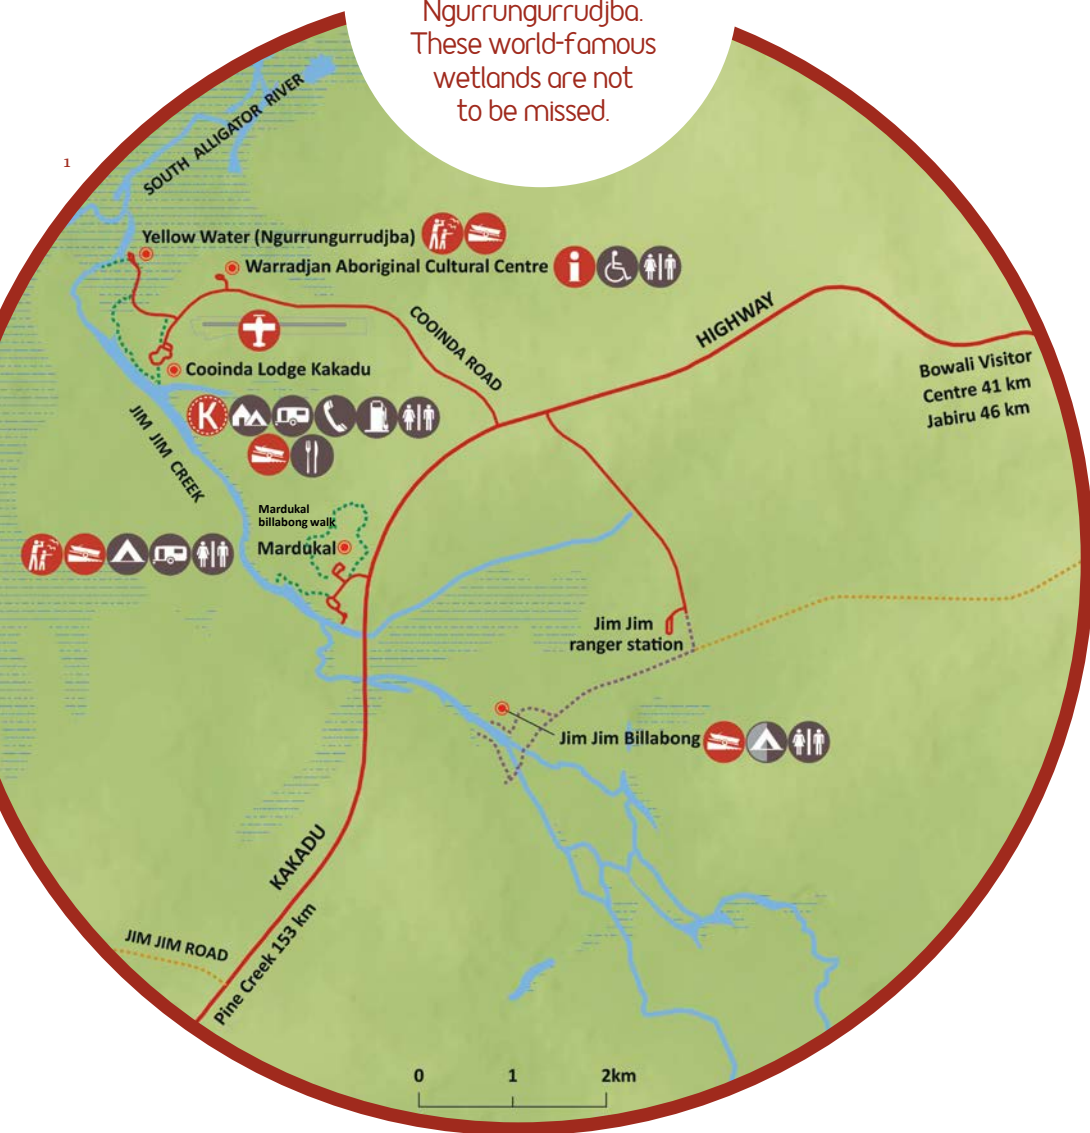 Ngurrungurrudjba.
These world-famous
wetlands are not
to be missed.
1
SOUTH ALLIGATOR RIVER
Yellow Water (Ngurrungurrudjba)
Warradjan Aboriginal Cultural Centre
i
COOINDA ROAD
HIGHWAY
Bowali Visitor
Centre 41 km
Jabiru 46 km
Cooinda Lodge Kakadu
K
JIM JIM CREEK
Mardukal
billabong walk
Mardukal
Jim Jim
ranger station
Jim Jim Billabong
KAKADU
JIM JIM ROAD
Pine Creek 153 km
0 1 2km